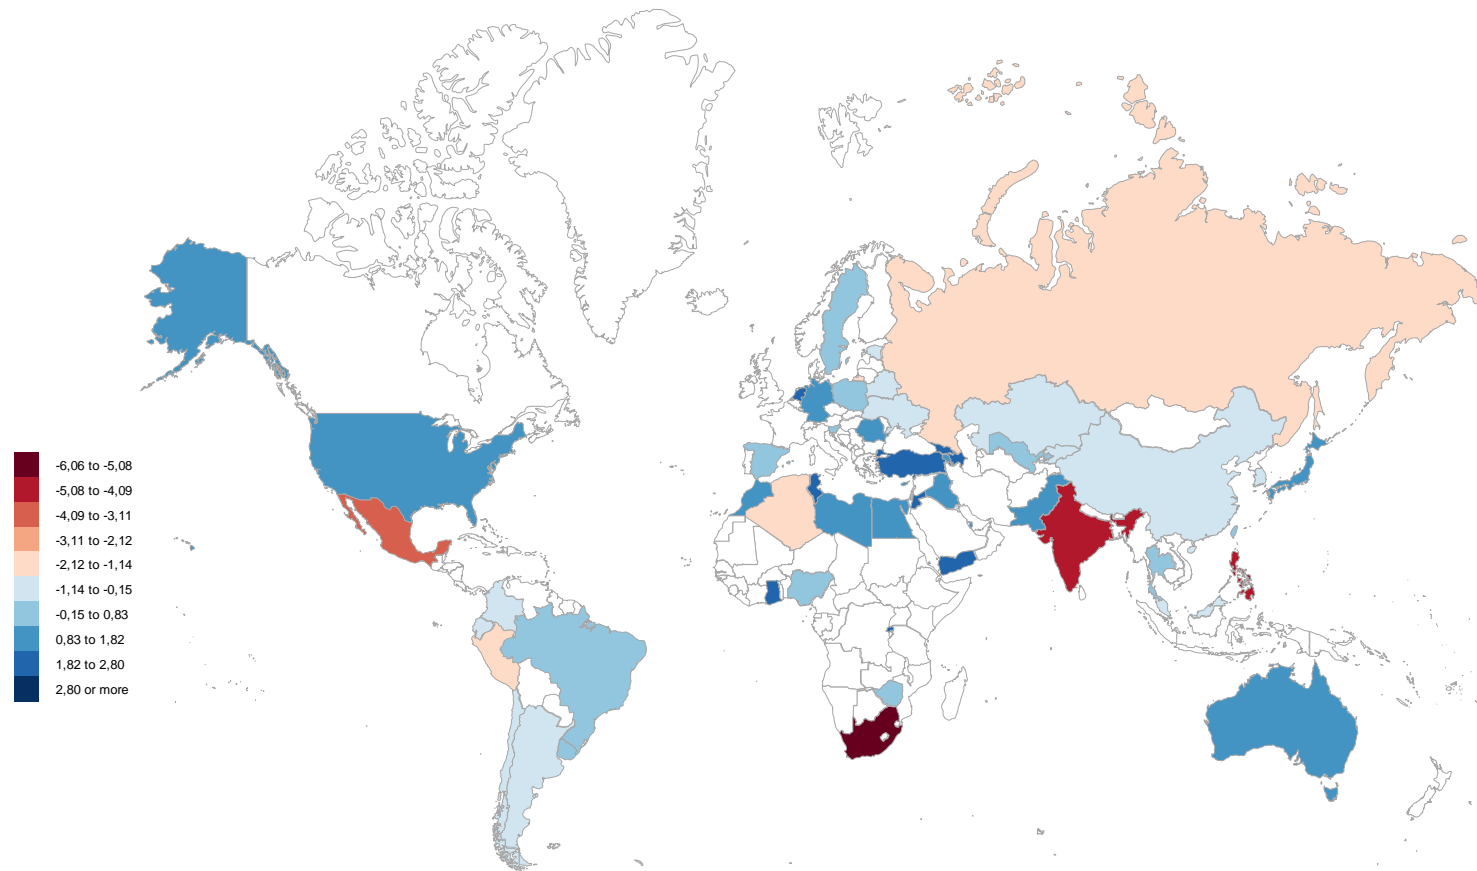 -6,06 to -5,08
-5,08 to -4,09
-4,09 to -3,11
-3,11 to -2,12
-2,12 to -1,14
-1,14 to -0,15
-0,15 to 0,83
0,83 to 1,82
1,82 to 2,80
2,80 or more